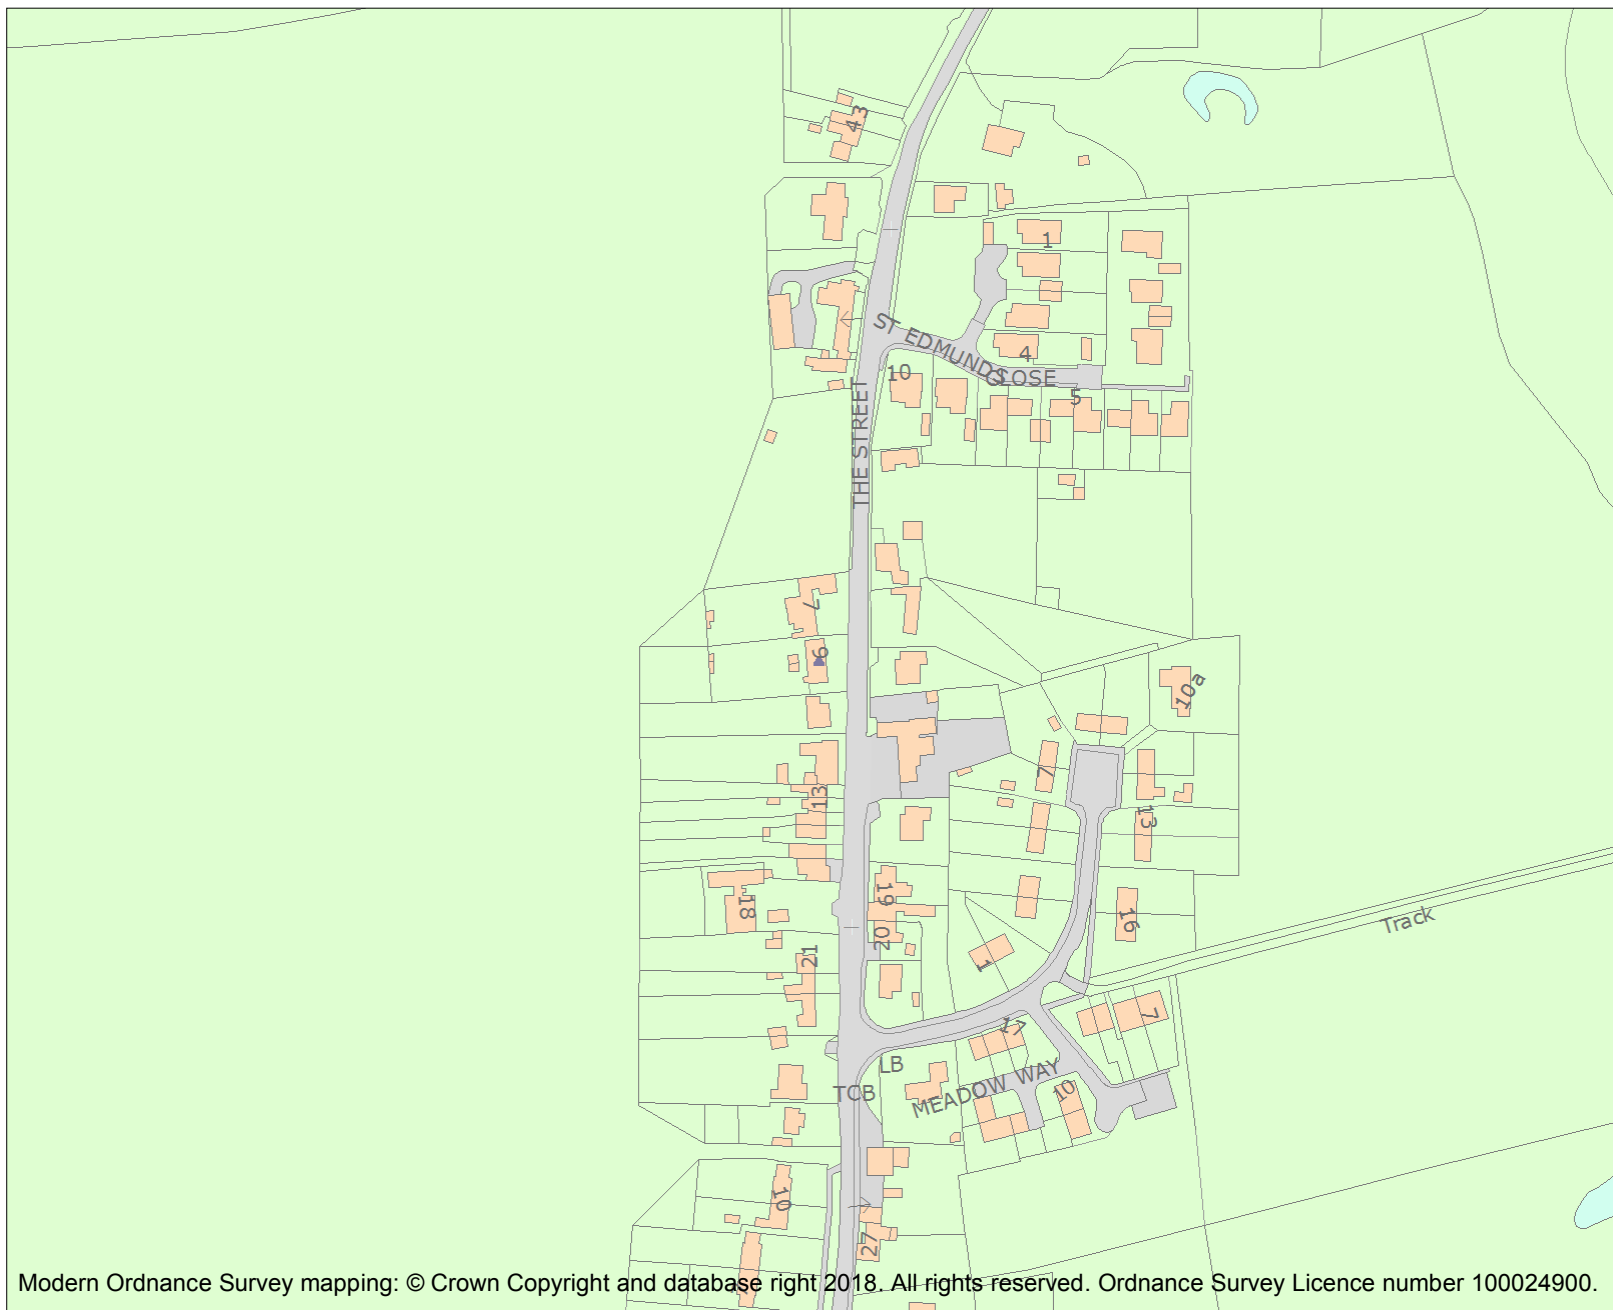 43
1
ST EDMUNDS
CLOSE
4
10
5
THE STREET
7
9
10a
7
13
13
18
19
16
Track
20
21
1
17
7
LB
TCB
MEADOW WAY
10
10
27
Modern Ordnance Survey mapping: © Crown Copyright and database right 2018. All rights reserved. Ordnance Survey Licence number 100024900.